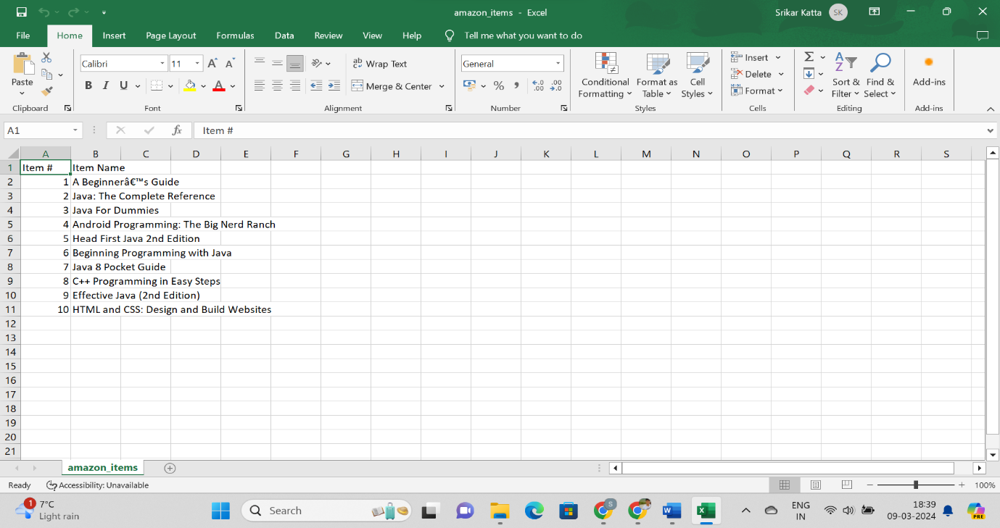 amazon_items - Excel
Srikar Katta SK
File Home Insert Page Layout Formulas Data Review View Help Tell me what you want to do
Calibri 11 ab Wrap Text General Insert
Paste B I U Merge & Center % Delete
Conditional Formatting Format as Table Cell Styles Format Sort & Filter Find & Select Add-ins
Clipboard Font Alignment Number Styles Cells Editing Add-ins
A1 fx Item #
A B C D E F G H I J K L M N O P Q R S
1 Item # Item Name
2 1 A Beginnerâ€™s Guide
3 2 Java: The Complete Reference
4 3 Java For Dummies
5 4 Android Programming: The Big Nerd Ranch
6 5 Head First Java 2nd Edition
7 6 Beginning Programming with Java
8 7 Java 8 Pocket Guide
9 8 C++ Programming in Easy Steps
10 9 Effective Java (2nd Edition)
11 10 HTML and CSS: Design and Build Websites
12
13
14
15
16
17
18
19
20
21
amazon_items
Ready Accessibility: Unavailable 100%
1 7°C
Light rain
Search
ENG
IN
18:39
09-03-2024
PRE